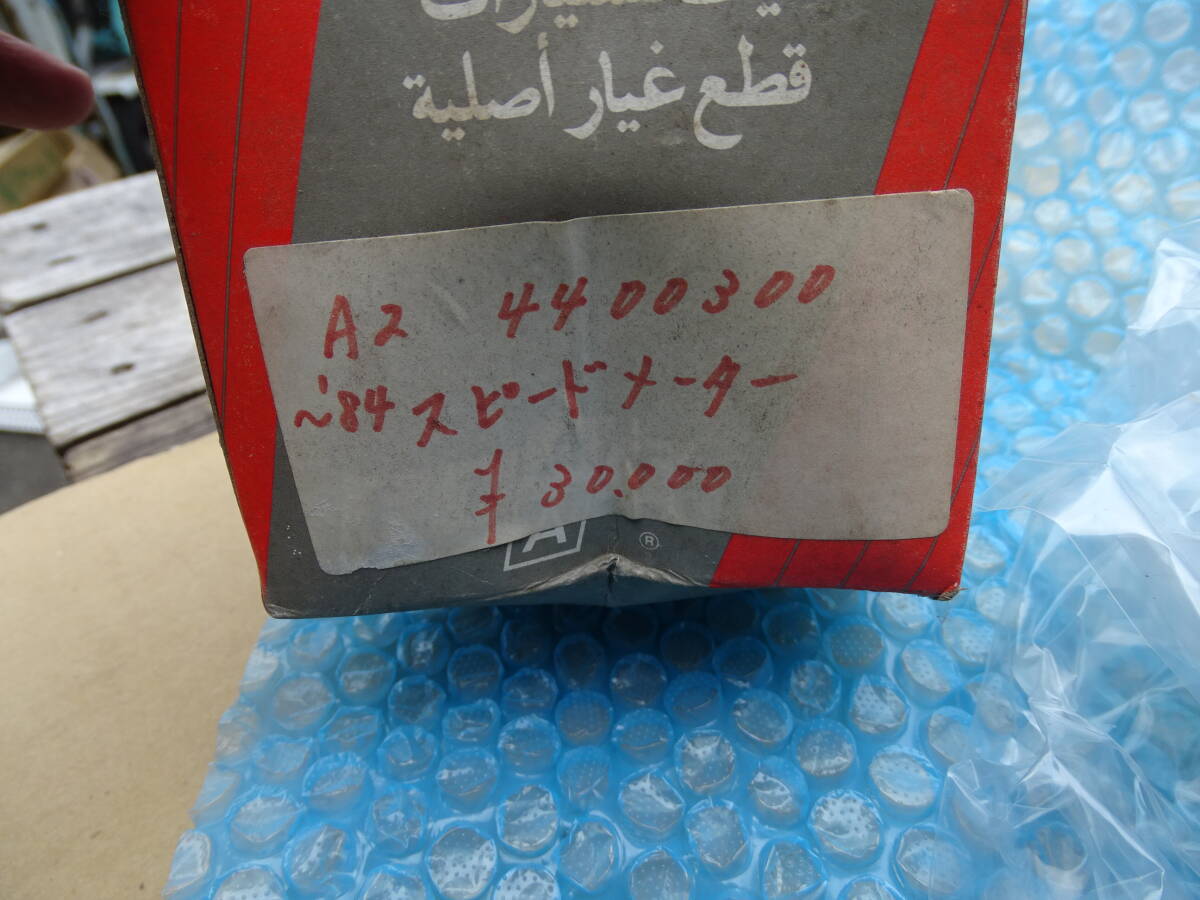 قطع غيار أصلية
A2 4400300
~'84 スピードメーター
¥30.000
A ®